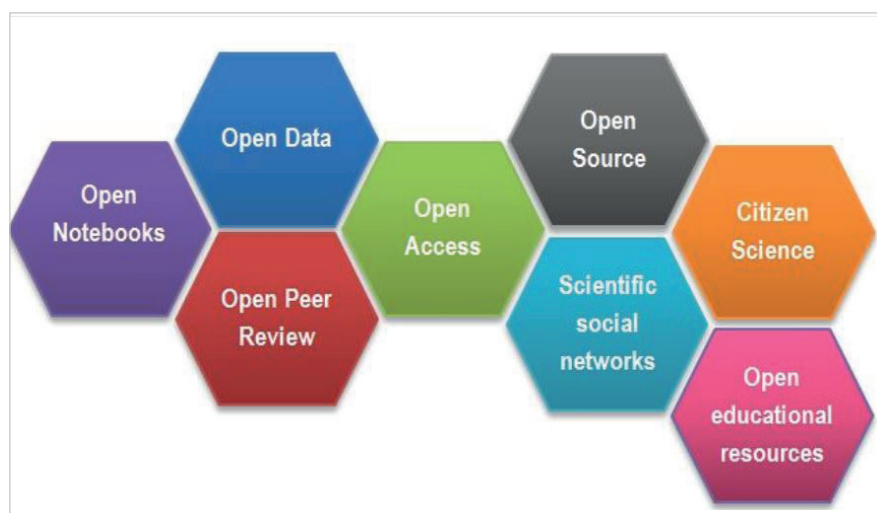 Open
Notebooks
Open Data
Open Peer
Review
Open
Access
Open
Source
Scientific
social
networks
Citizen
Science
Open
educational
resources